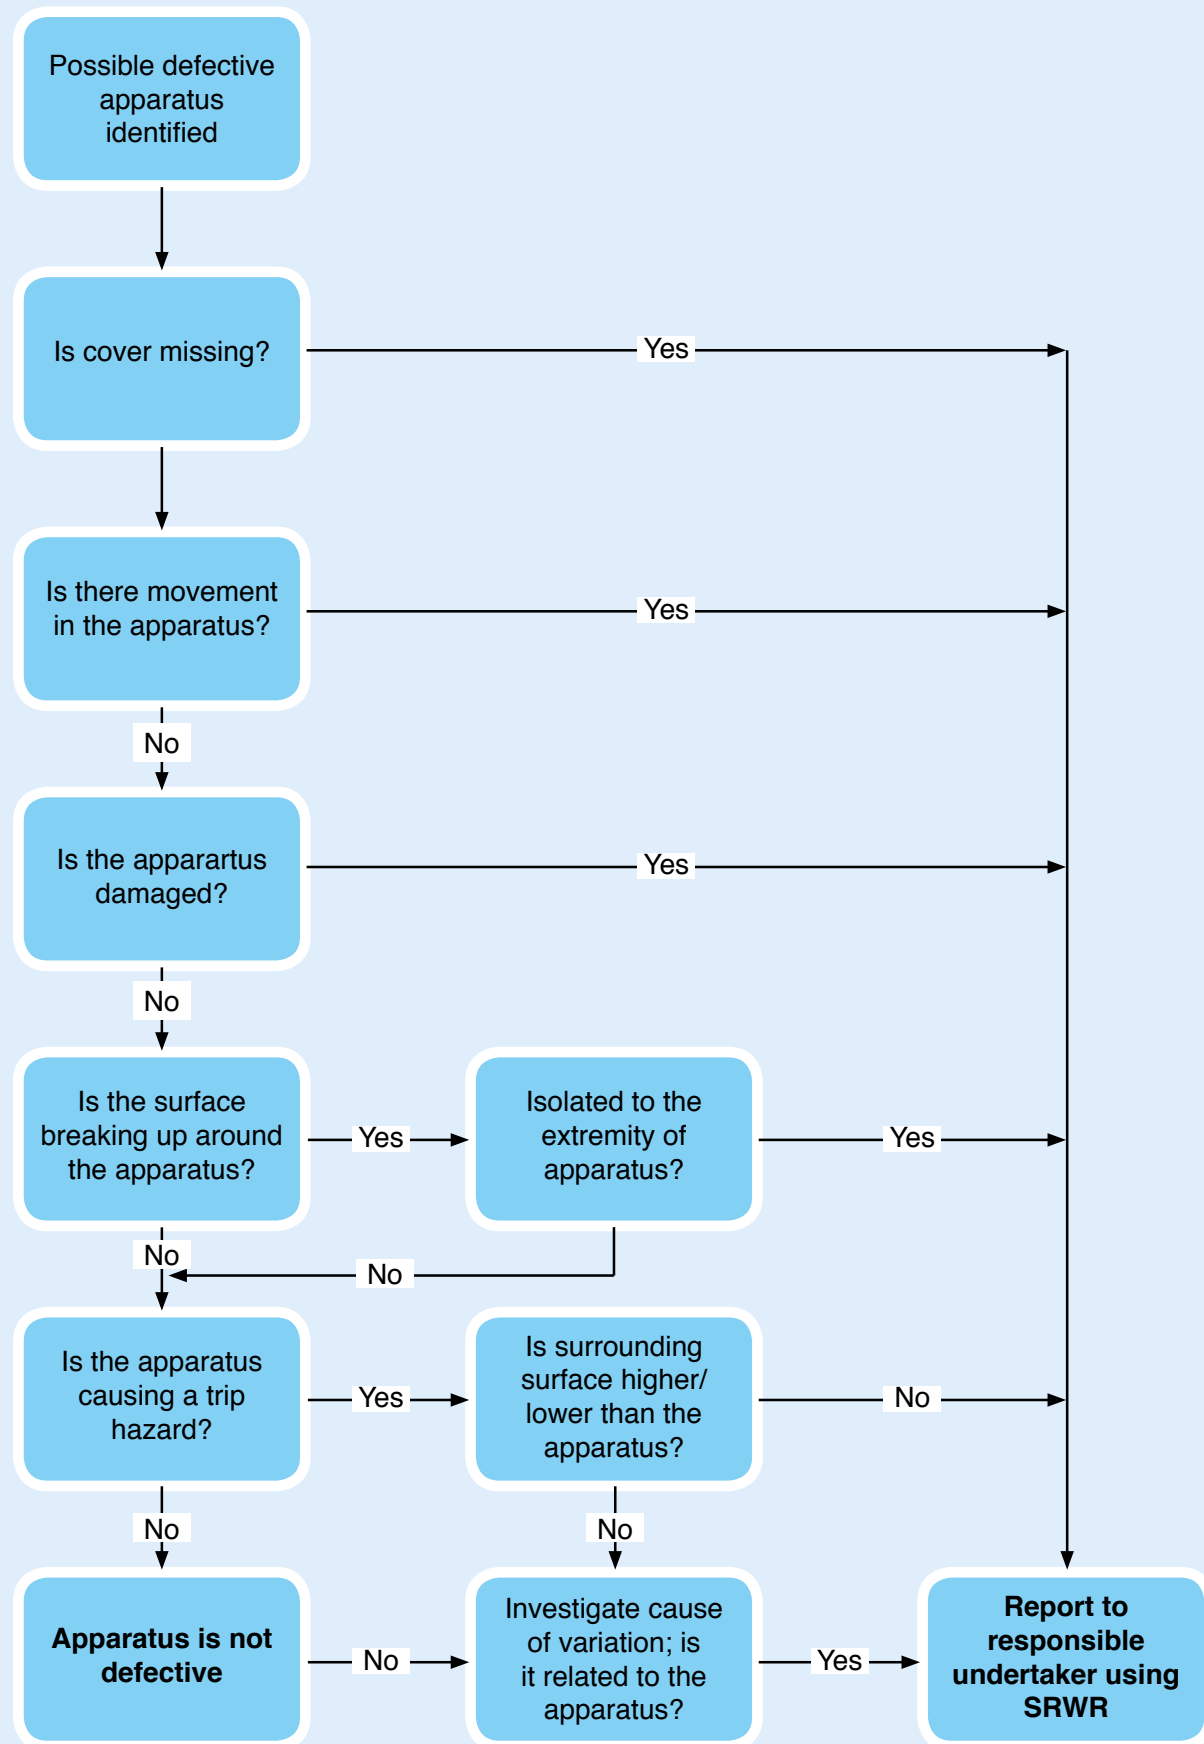 Possible defective
apparatus
identified
Is cover missing?
Yes
Is there movement
in the apparatus?
Yes
No
Is the apparartus
damaged?
Yes
No
Is the surface
breaking up around
the apparatus?
Yes
Isolated to the
extremity of
apparatus?
Yes
No
No
Is the apparatus
causing a trip
hazard?
Yes
Is surrounding
surface higher/
lower than the
apparatus?
No
No
No
Apparatus is not
defective
No
Investigate cause
of variation; is
it related to the
apparatus?
Yes
Report to
responsible
undertaker using
SRWR